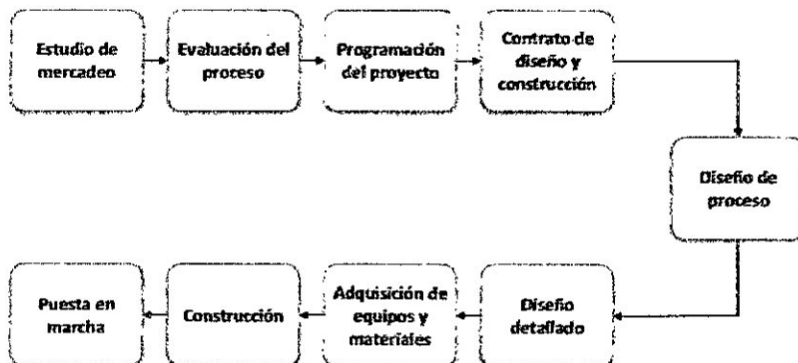 Estudio de
mercadeo
Evaluación del
proceso
Programación
del proyecto
Contrato de
diseño y
construcción
Diseño de
proceso
Diseño
detallado
Adquisición de
equipos y
materiales
Construcción
Puesta en
marcha